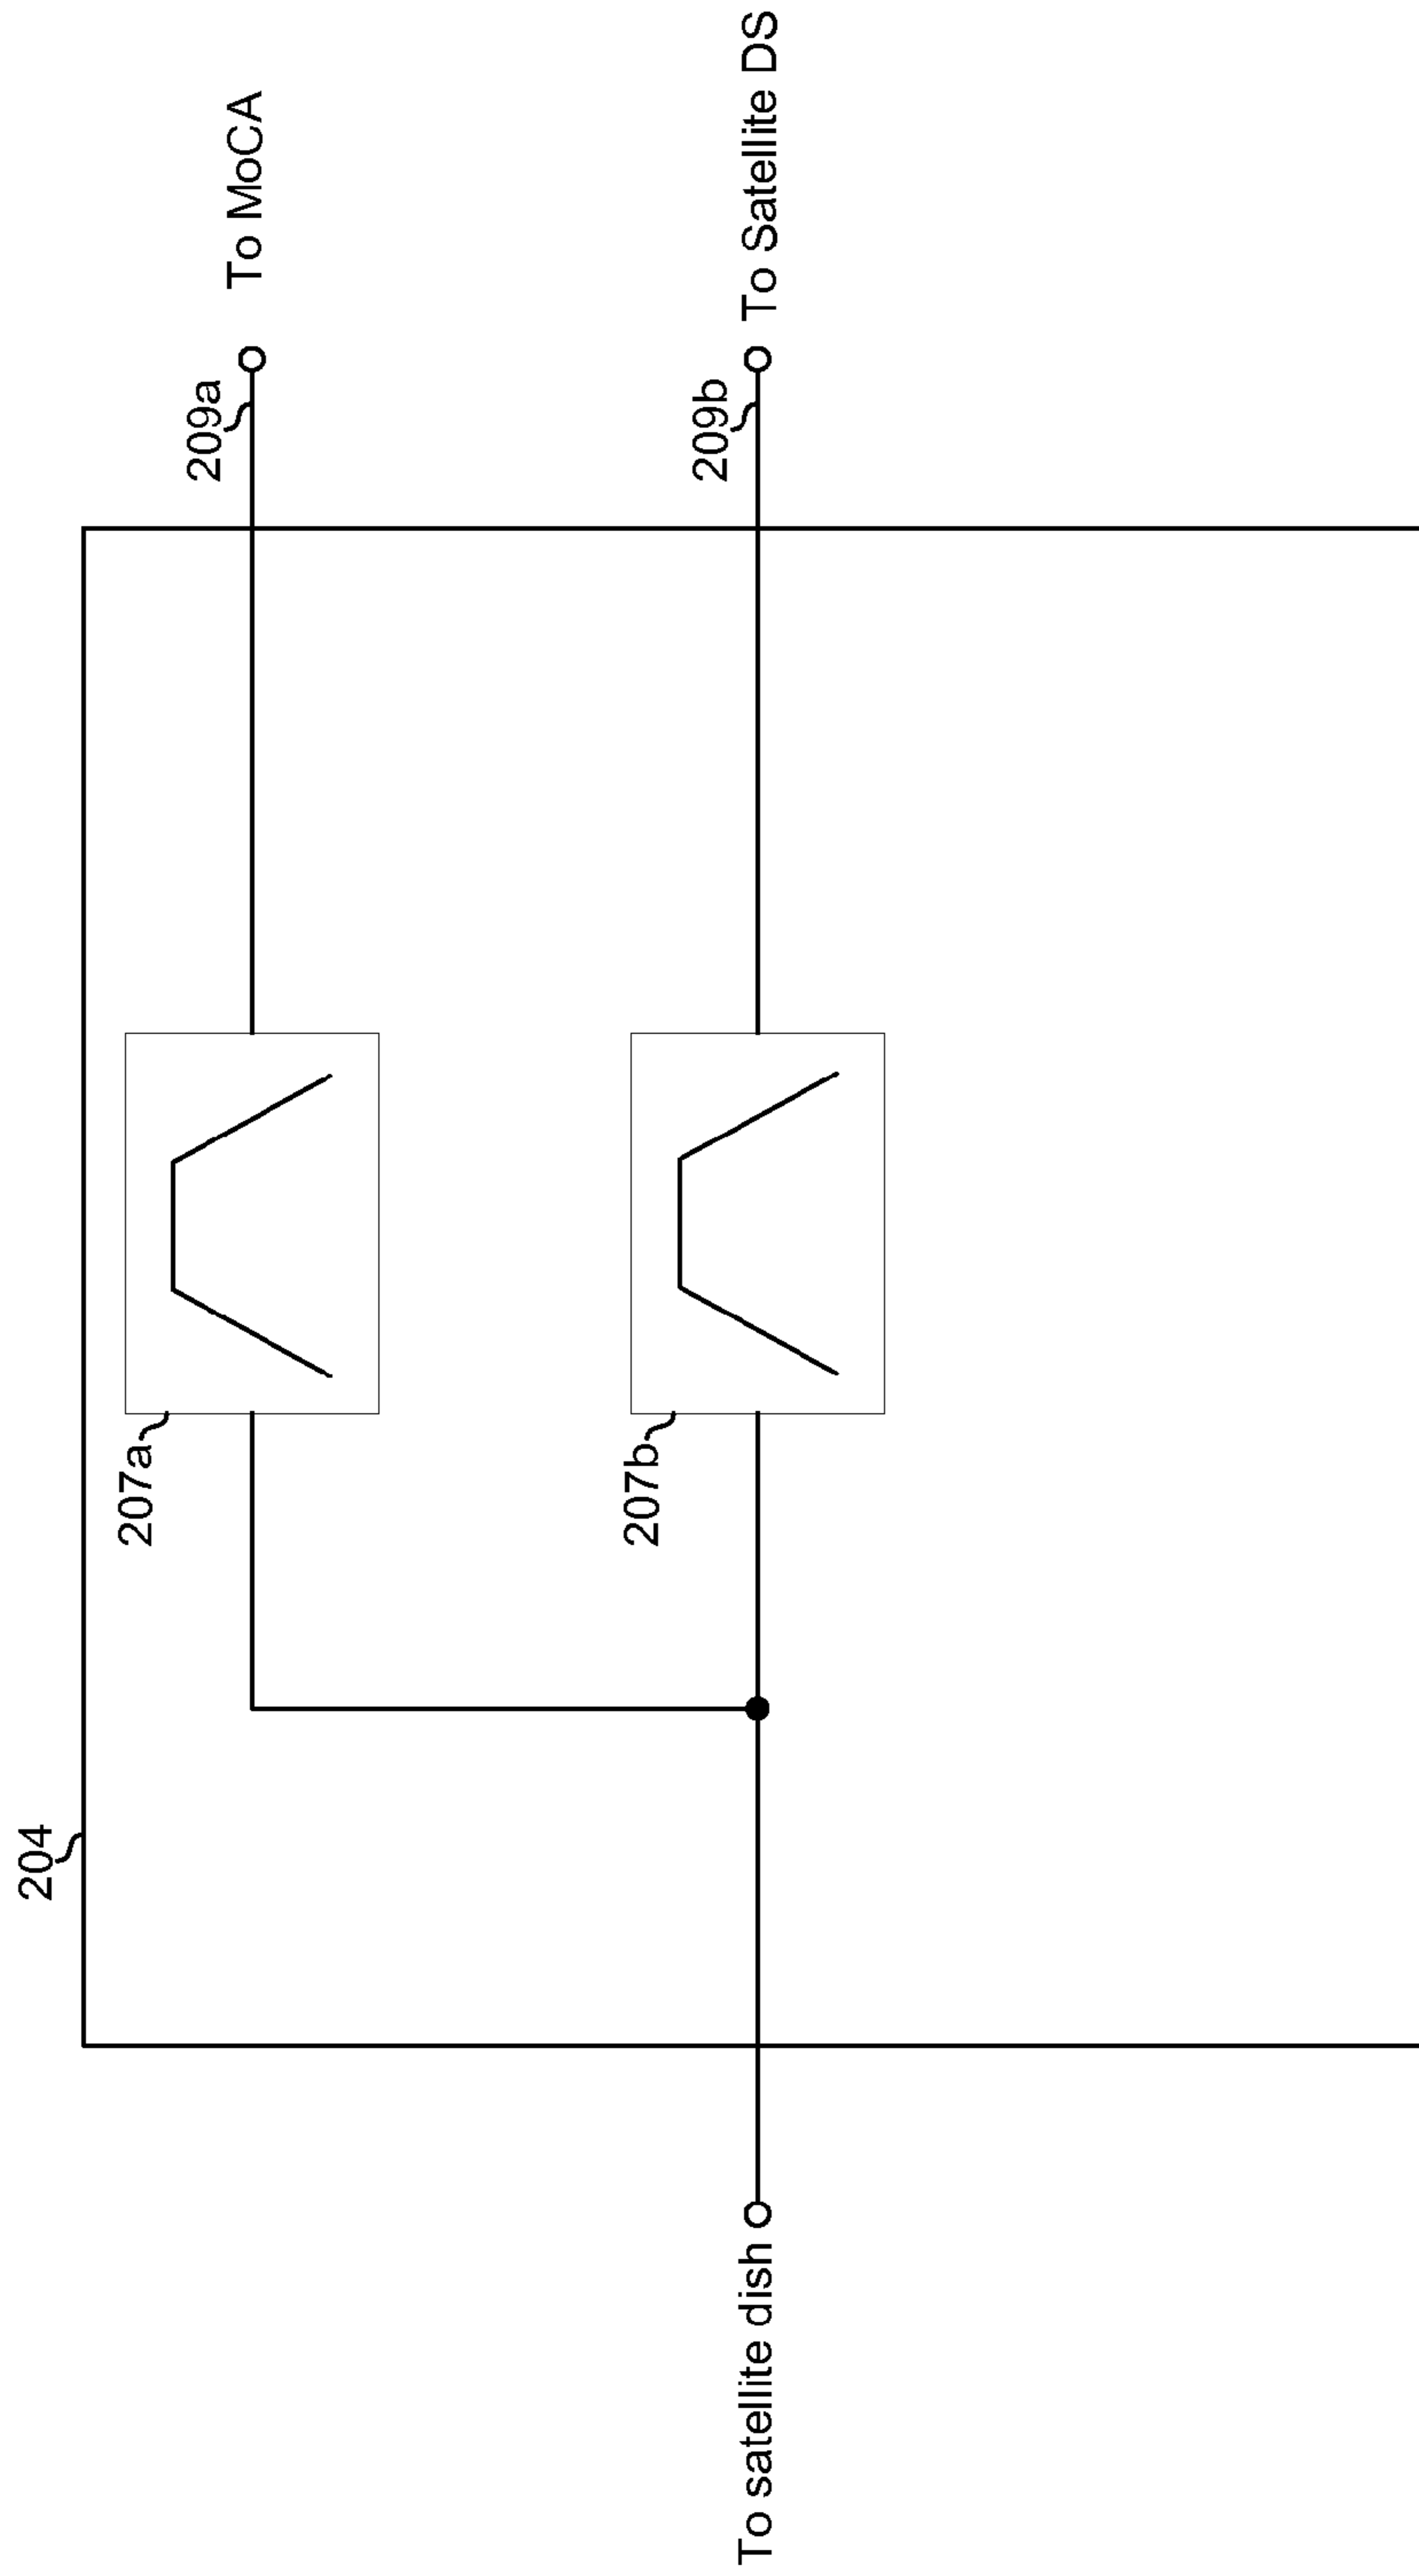 204
207a
209a
To MoCA
207b
209b
To satellite dish
To Satellite DS